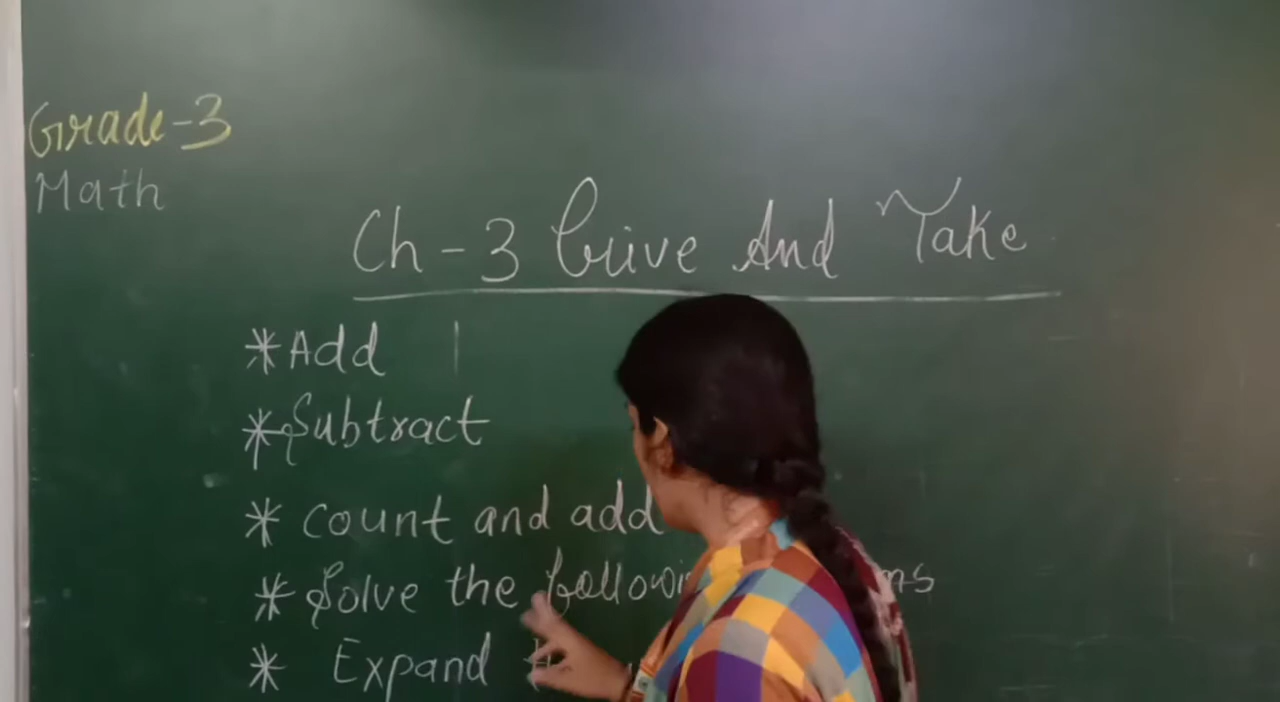 Grade-3
Math
Ch-3 Give And Take
*Add
*Subtract
* count and add
*Solve the
* Expand